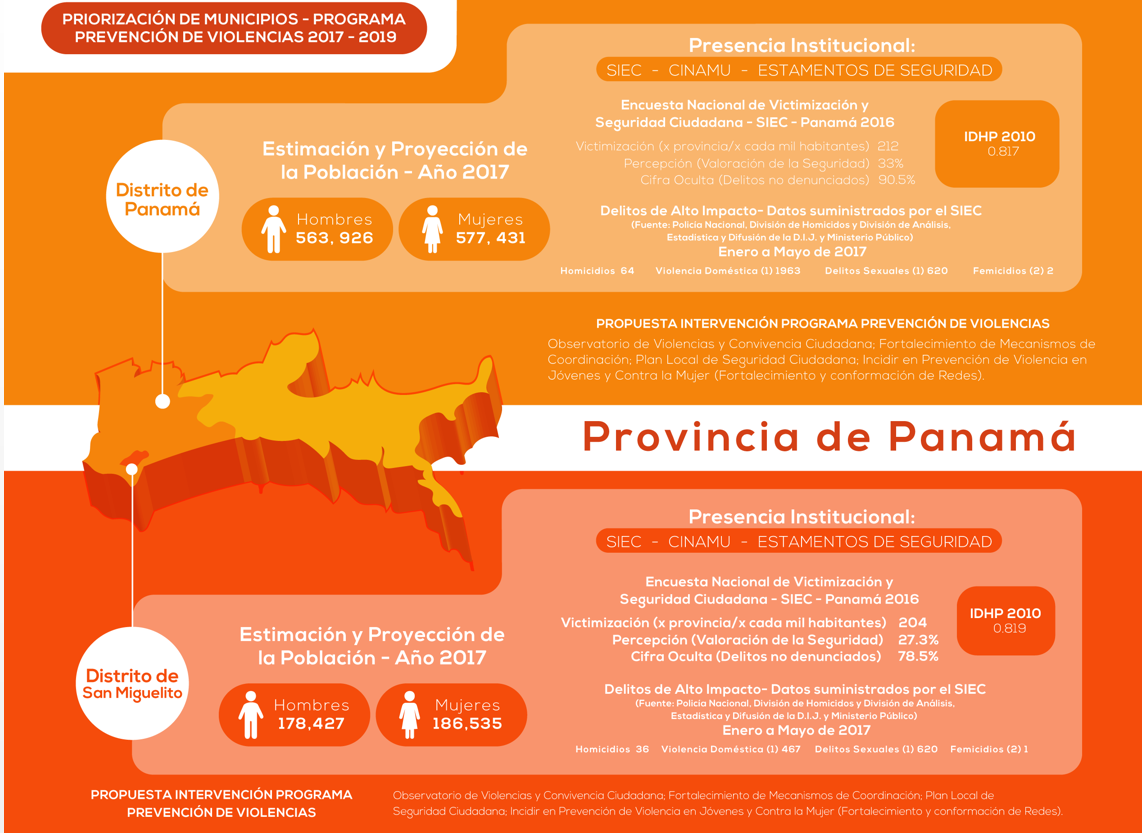 PRIORIZACIÓN DE MUNICIPIOS - PROGRAMA
PREVENCIÓN DE VIOLENCIAS 2017 - 2019
Presencia Institucional:
SIEC - CINAMU - ESTAMENTOS DE SEGURIDAD
Encuesta Nacional de Victimización y
Seguridad Ciudadana - SIEC - Panamá 2016
Victimización (x provincia/x cada mil habitantes) 212
Percepción (Valoración de la Seguridad) 33%
Cifra Oculta (Delitos no denunciados) 90.5%
IDHP 2010
0.817
Distrito de
Panamá
Estimación y Proyección de
la Población - Año 2017
Hombres
563, 926
Mujeres
577, 431
Delitos de Alto Impacto- Datos suministrados por el SIEC
(Fuente: Policía Nacional, División de Homicidos y División de Análisis,
Estadística y Difusión de la D.I.J. y Ministerio Público)
Enero a Mayo de 2017
Homicidios 64 Violencia Doméstica (1) 1963 Delitos Sexuales (1) 620 Femicidios (2) 2
PROPUESTA INTERVENCIÓN PROGRAMA PREVENCIÓN DE VIOLENCIAS
Observatorio de Violencias y Convivencia Ciudadana; Fortalecimiento de Mecanismos de
Coordinación; Plan Local de Seguridad Ciudadana; Incidir en Prevención de Violencia en
Jóvenes y Contra la Mujer (Fortalecimiento y conformación de Redes).
Provincia de Panamá
Presencia Institucional:
SIEC - CINAMU - ESTAMENTOS DE SEGURIDAD
Encuesta Nacional de Victimización y
Seguridad Ciudadana - SIEC - Panamá 2016
Victimización (x provincia/x cada mil habitantes) 204
Percepción (Valoración de la Seguridad) 27.3%
Cifra Oculta (Delitos no denunciados) 78.5%
IDHP 2010
0.819
Distrito de
San Miguelito
Estimación y Proyección de
la Población - Año 2017
Hombres
178,427
Mujeres
186,535
Delitos de Alto Impacto- Datos suministrados por el SIEC
(Fuente: Policía Nacional, División de Homicidos y División de Análisis,
Estadística y Difusión de la D.I.J. y Ministerio Público)
Enero a Mayo de 2017
Homicidios 36 Violencia Doméstica (1) 467 Delitos Sexuales (1) 620 Femicidios (2) 1
PROPUESTA INTERVENCIÓN PROGRAMA
PREVENCIÓN DE VIOLENCIAS
Observatorio de Violencias y Convivencia Ciudadana; Fortalecimiento de Mecanismos de Coordinación; Plan Local de
Seguridad Ciudadana; Incidir en Prevención de Violencia en Jóvenes y Contra la Mujer (Fortalecimiento y conformación de Redes).